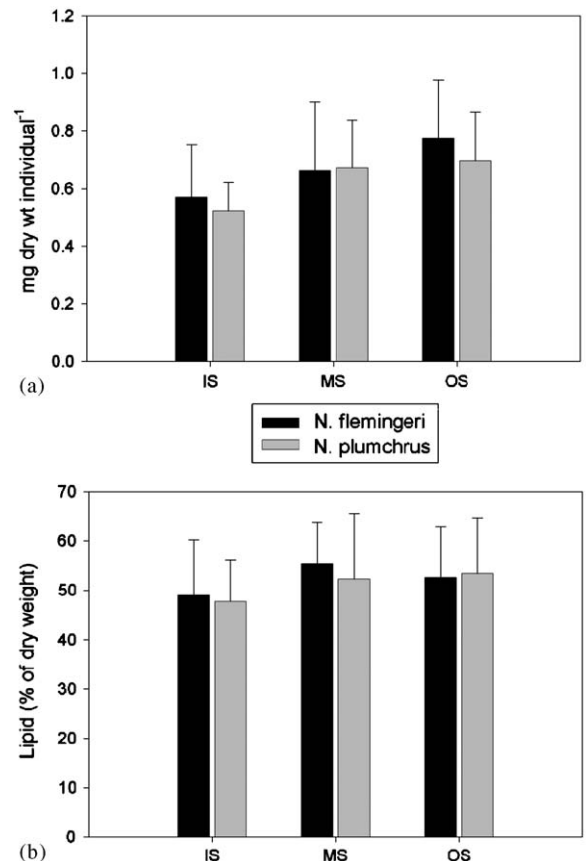 1.2
1.0
0.8
0.6
0.4
0.2
0.0
mg dry wt individual⁻¹
IS MS OS
(a)
N. flemingeri
N. plumchrus
70
60
50
40
30
20
10
0
Lipid (% of dry weight)
IS MS OS
(b)